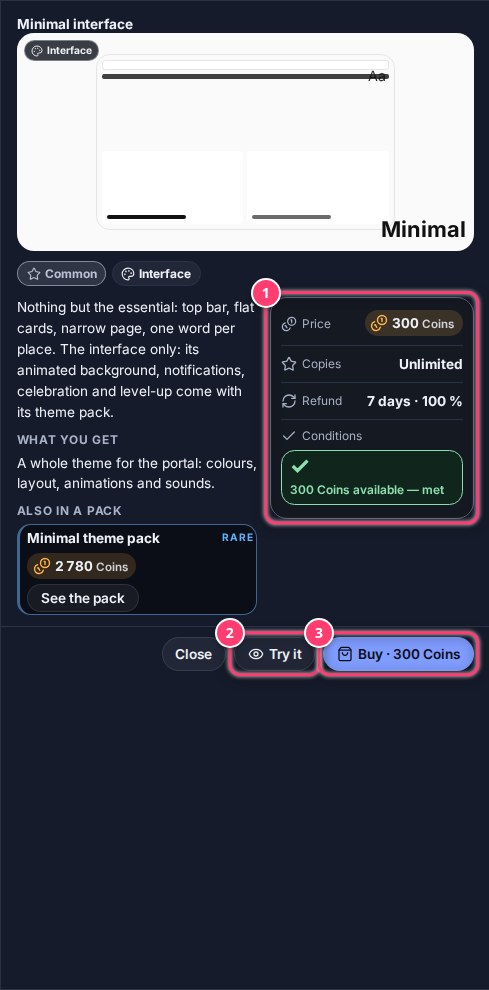 Minimal interface
Interface
Aa
Minimal
Common
Interface
Nothing but the essential: top bar, flat
cards, narrow page, one word per
place. The interface only: its
animated background, notifications,
celebration and level-up come with
its theme pack.
WHAT YOU GET
A whole theme for the portal: colours,
layout, animations and sounds.
ALSO IN A PACK
Minimal theme pack
RARE
2 780 Coins
See the pack
1
Price
300 Coins
Copies
Unlimited
Refund
7 days · 100 %
Conditions
300 Coins available — met
Close
2
Try it
3
Buy · 300 Coins